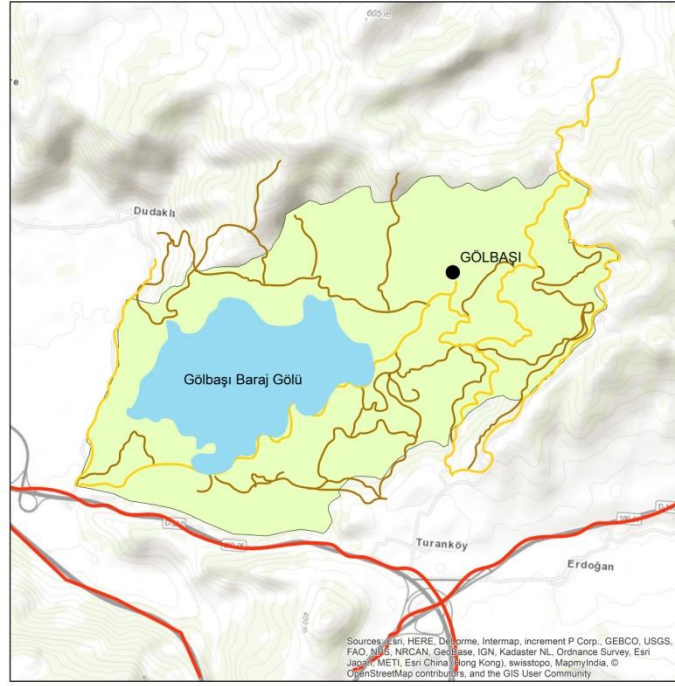 605 m
Dudaklı
GÖLBAŞI
Gölbaşı Baraj Gölü
Turanköy
Erdoğan
400 m
Sources: Esri, HERE, DeLorme, Intermap, increment P Corp., GEBCO, USGS,
FAO, NPS, NRCAN, GeoBase, IGN, Kadaster NL, Ordnance Survey, Esri
Japan, METI, Esri China (Hong Kong), swisstopo, MapmyIndia, ©
OpenStreetMap contributors, and the GIS User Community